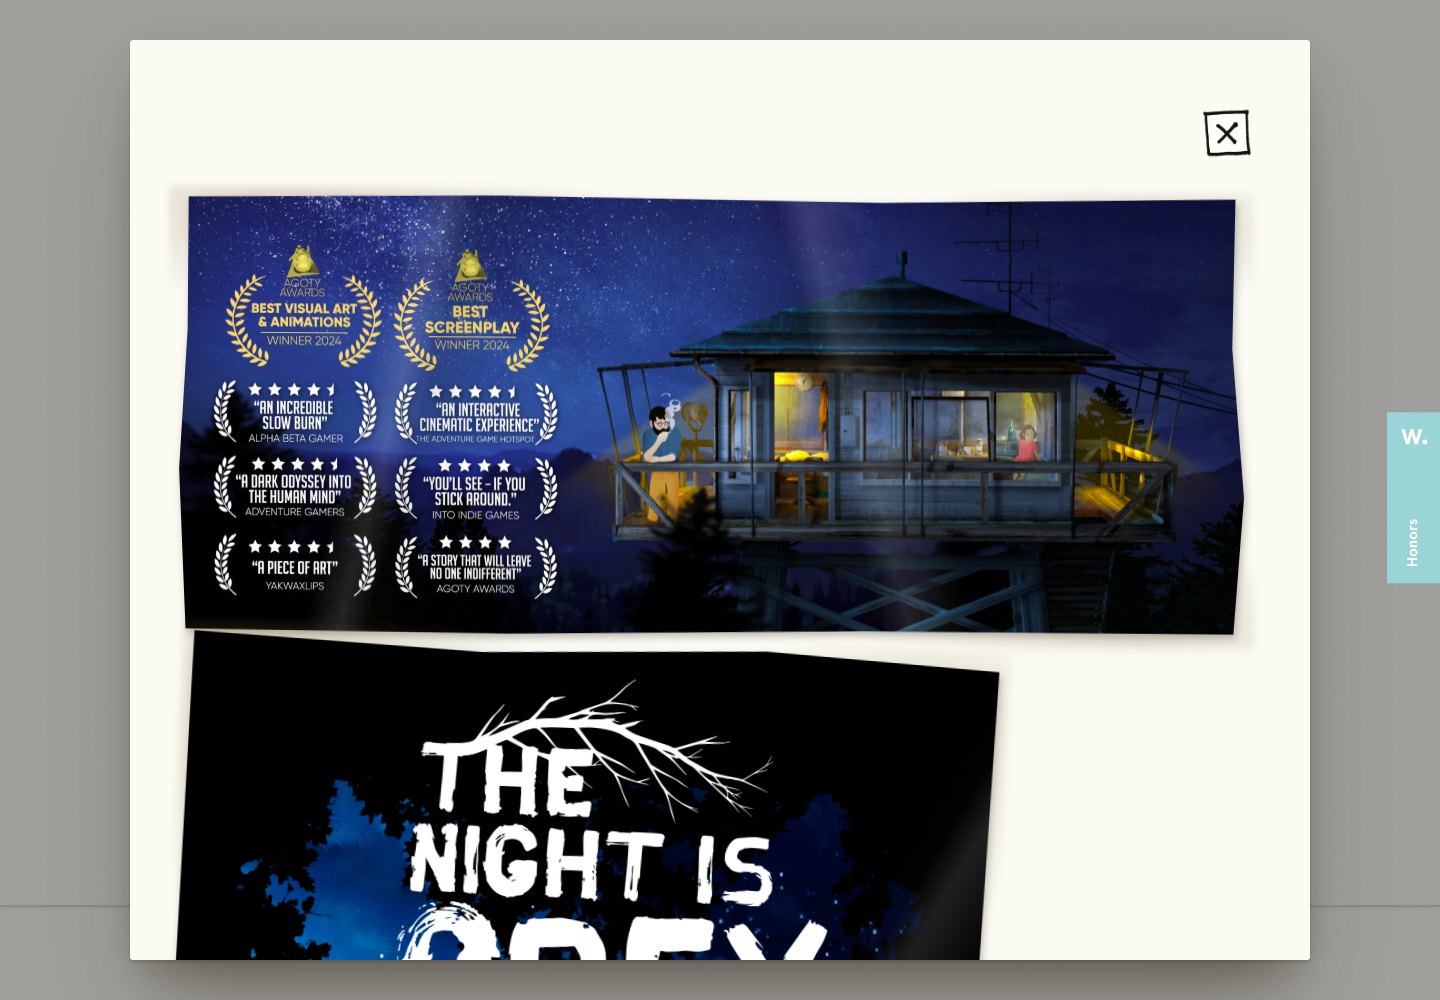 AGOTY
AWARDS
BEST VISUAL ART
& ANIMATIONS
WINNER 2024
AGOTY
AWARDS
BEST
SCREENPLAY
WINNER 2024
“AN INCREDIBLE
SLOW BURN”
ALPHA BETA GAMER
“AN INTERACTIVE
CINEMATIC EXPERIENCE”
THE ADVENTURE GAME HOTSPOT
“A DARK ODYSSEY INTO
THE HUMAN MIND”
ADVENTURE GAMERS
“YOU’LL SEE – IF YOU
STICK AROUND.”
INTO INDIE GAMES
“A PIECE OF ART”
YAKWAXLIPS
“A STORY THAT WILL LEAVE
NO ONE INDIFFERENT”
AGOTY AWARDS
THE
NIGHT IS
GREY
W.
Honors